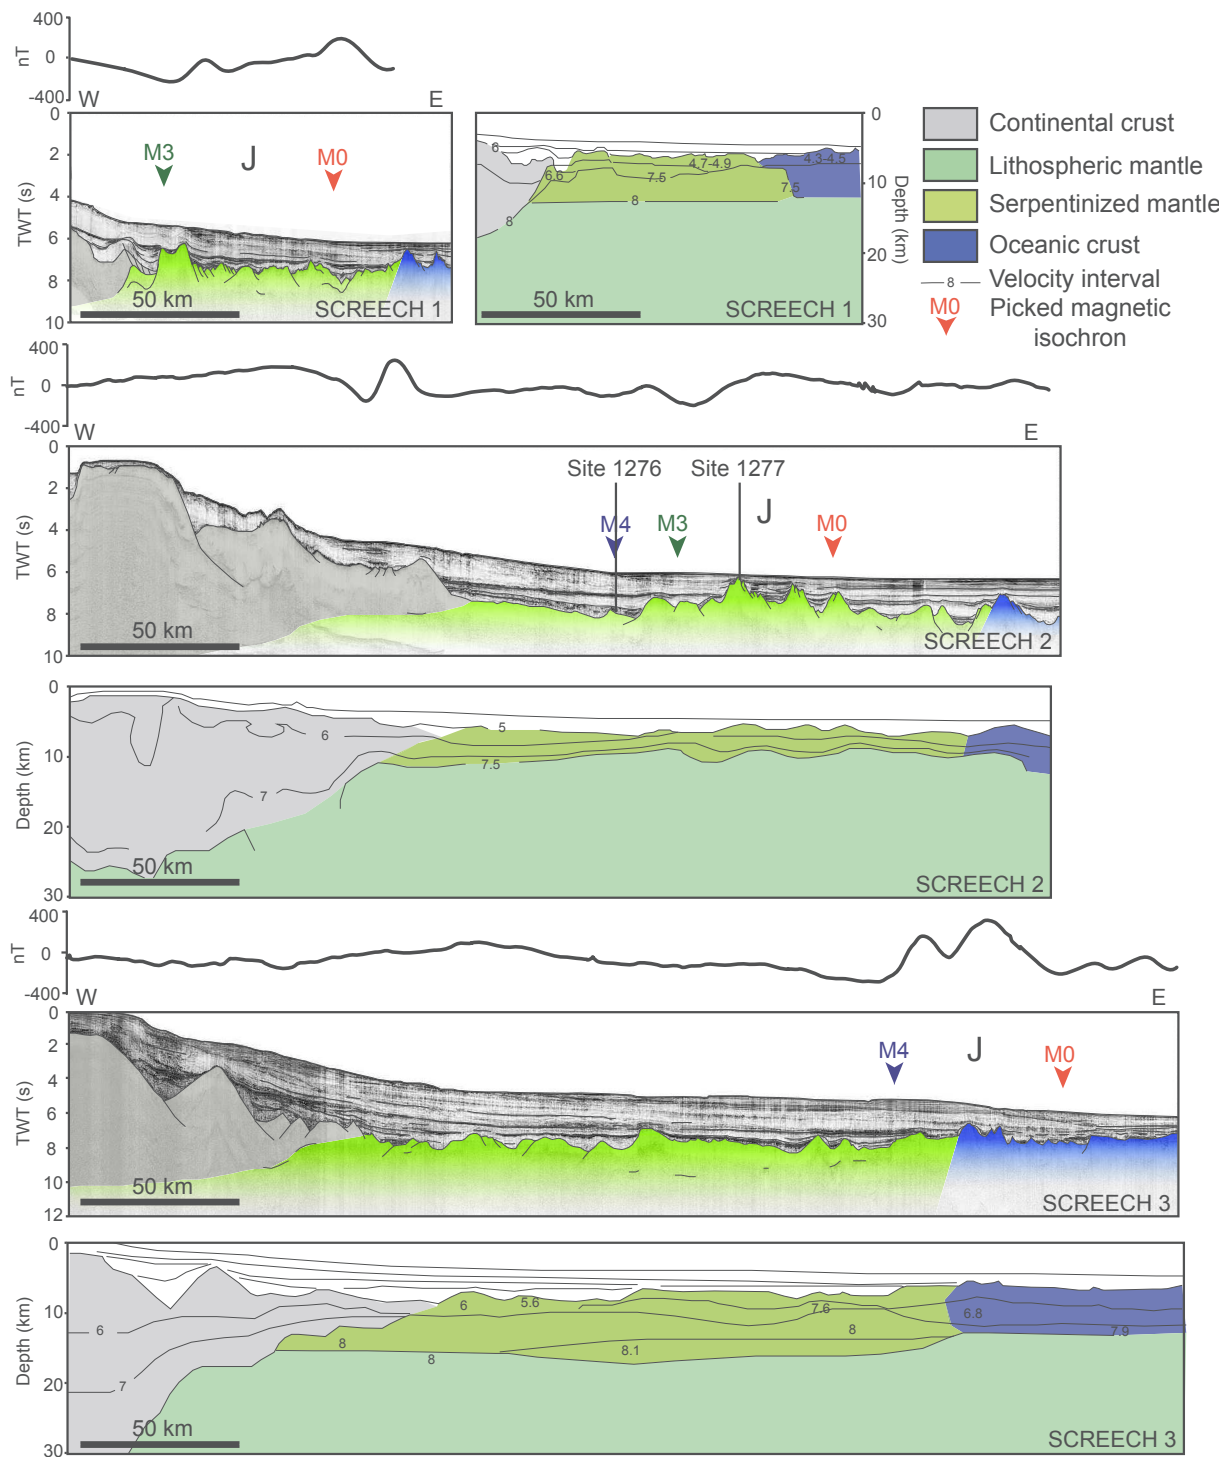 400
0
-400
nT
W
E
0
2
4
6
8
10
TWT (s)
M3
J
M0
50 km
SCREECH 1
0
10
20
30
Depth (km)
6
6.6
4.7-4.9
4.3-4.5
7.5
7.5
8
8
50 km
SCREECH 1
Continental crust
Lithospheric mantle
Serpentinized mantle
Oceanic crust
8
Velocity interval
M0
Picked magnetic
isochron
400
0
-400
nT
W
E
0
2
4
6
8
10
TWT (s)
Site 1276
Site 1277
M4
M3
J
M0
50 km
SCREECH 2
0
10
20
30
Depth (km)
6
5
7.5
7
50 km
SCREECH 2
400
0
-400
nT
W
E
0
2
4
6
8
10
12
TWT (s)
M4
J
M0
50 km
SCREECH 3
0
10
20
30
Depth (km)
6
6
5.6
7.6
6.8
7.9
8
8
8
8.1
7
50 km
SCREECH 3